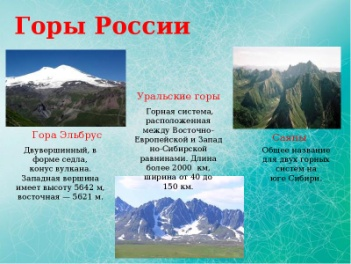 Горы России
Уральские горы
Горная система,
расположенная
между Восточно-
Европейской и Запад
но-Сибирской
равнинами. Длина
более 2000 км,
ширина от 40 до
150 км.
Гора Эльбрус
Двувершинный, в
форме седла,
конус вулкана.
Западная вершина
имеет высоту 5642 м,
восточная — 5621 м.
Саяны
Общее название
для двух горных
систем на
юге Сибири.